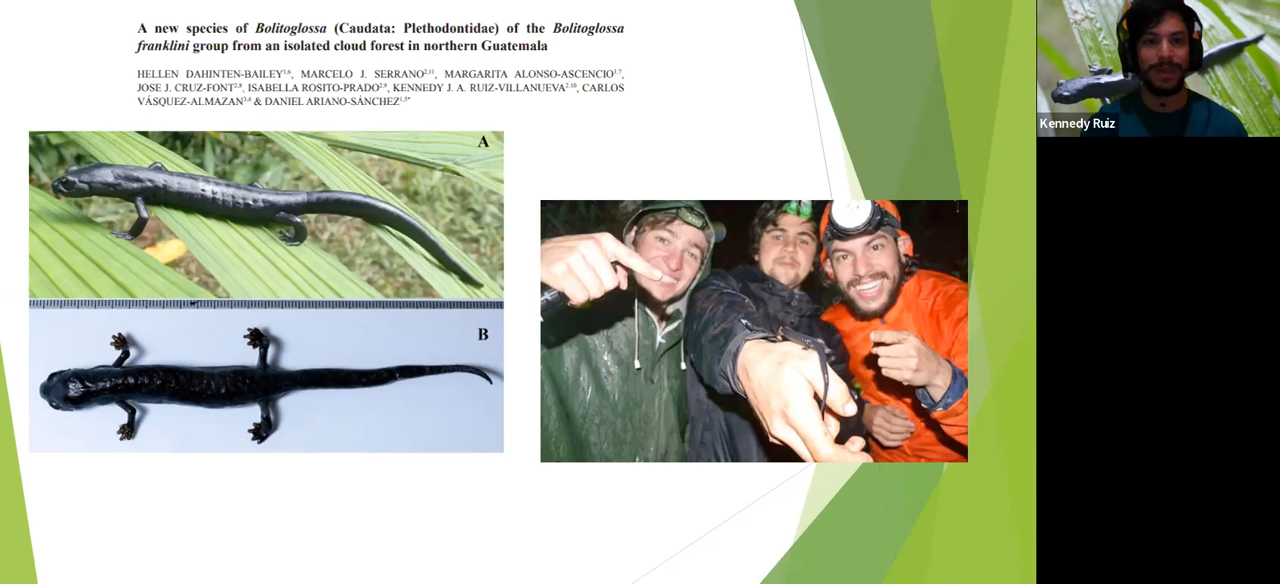 A new species of Bolitoglossa (Caudata: Plethodontidae) of the Bolitoglossa
franklini group from an isolated cloud forest in northern Guatemala
HELLEN DAHINTEN-BAILEY1,6, MARCELO J. SERRANO2,11, MARGARITA ALONSO-ASCENCIO1,7,
JOSE J. CRUZ-FONT2,8, ISABELLA ROSITO-PRADO2,9, KENNEDY J. A. RUIZ-VILLANUEVA2,10, CARLOS
VÁSQUEZ-ALMAZAN3,4 & DANIEL ARIANO-SÁNCHEZ1,5*
A
B
Kennedy Ruiz